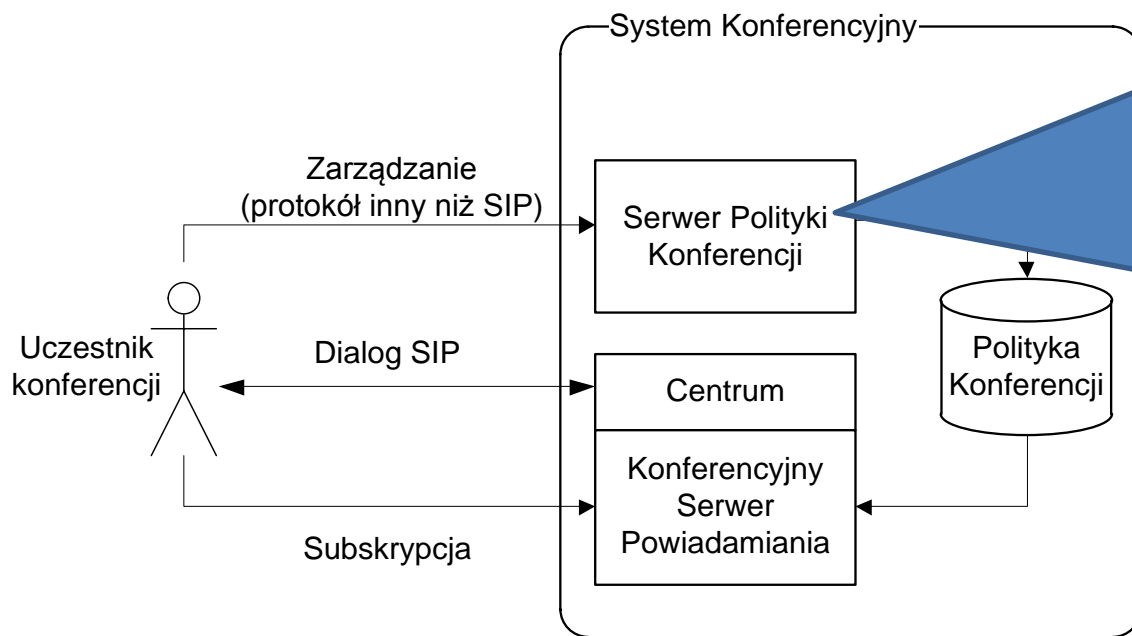 System Konferencyjny
Zarządzanie
(protokół inny niż SIP)
Serwer Polityki
Konferencji
Uczestnik
konferencji
Dialog SIP
Centrum
Polityka
Konferencji
Konferencyjny
Serwer
Powiadamiania
Subskrypcja